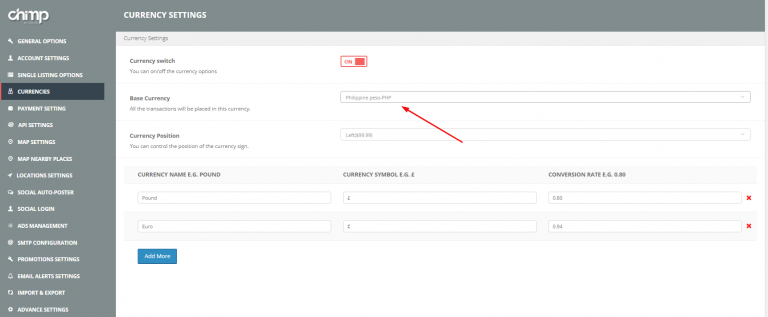 chimp
GENERAL OPTIONS
ACCOUNT SETTINGS
SINGLE LISTING OPTIONS
CURRENCIES
PAYMENT SETTING
API SETTINGS
MAP SETTINGS
MAP NEARBY PLACES
LOCATIONS SETTINGS
SOCIAL AUTO-POSTER
SOCIAL LOGIN
ADS MANAGEMENT
SMTP CONFIGURATION
PROMOTIONS SETTINGS
EMAIL ALERTS SETTINGS
IMPORT & EXPORT
ADVANCE SETTINGS
CURRENCY SETTINGS
Currency Settings
Currency switch
You can on/off the currency options
ON
Base Currency
All the transactions will be placed in this currency.
Philippine peso-PHP
Currency Position
You can control the position of the currency sign.
Left($99.99)
CURRENCY NAME E.G. POUND CURRENCY SYMBOL E.G. £ CONVERSION RATE E.G. 0.80
Pound £ 0.80
Euro € 0.94
Add More